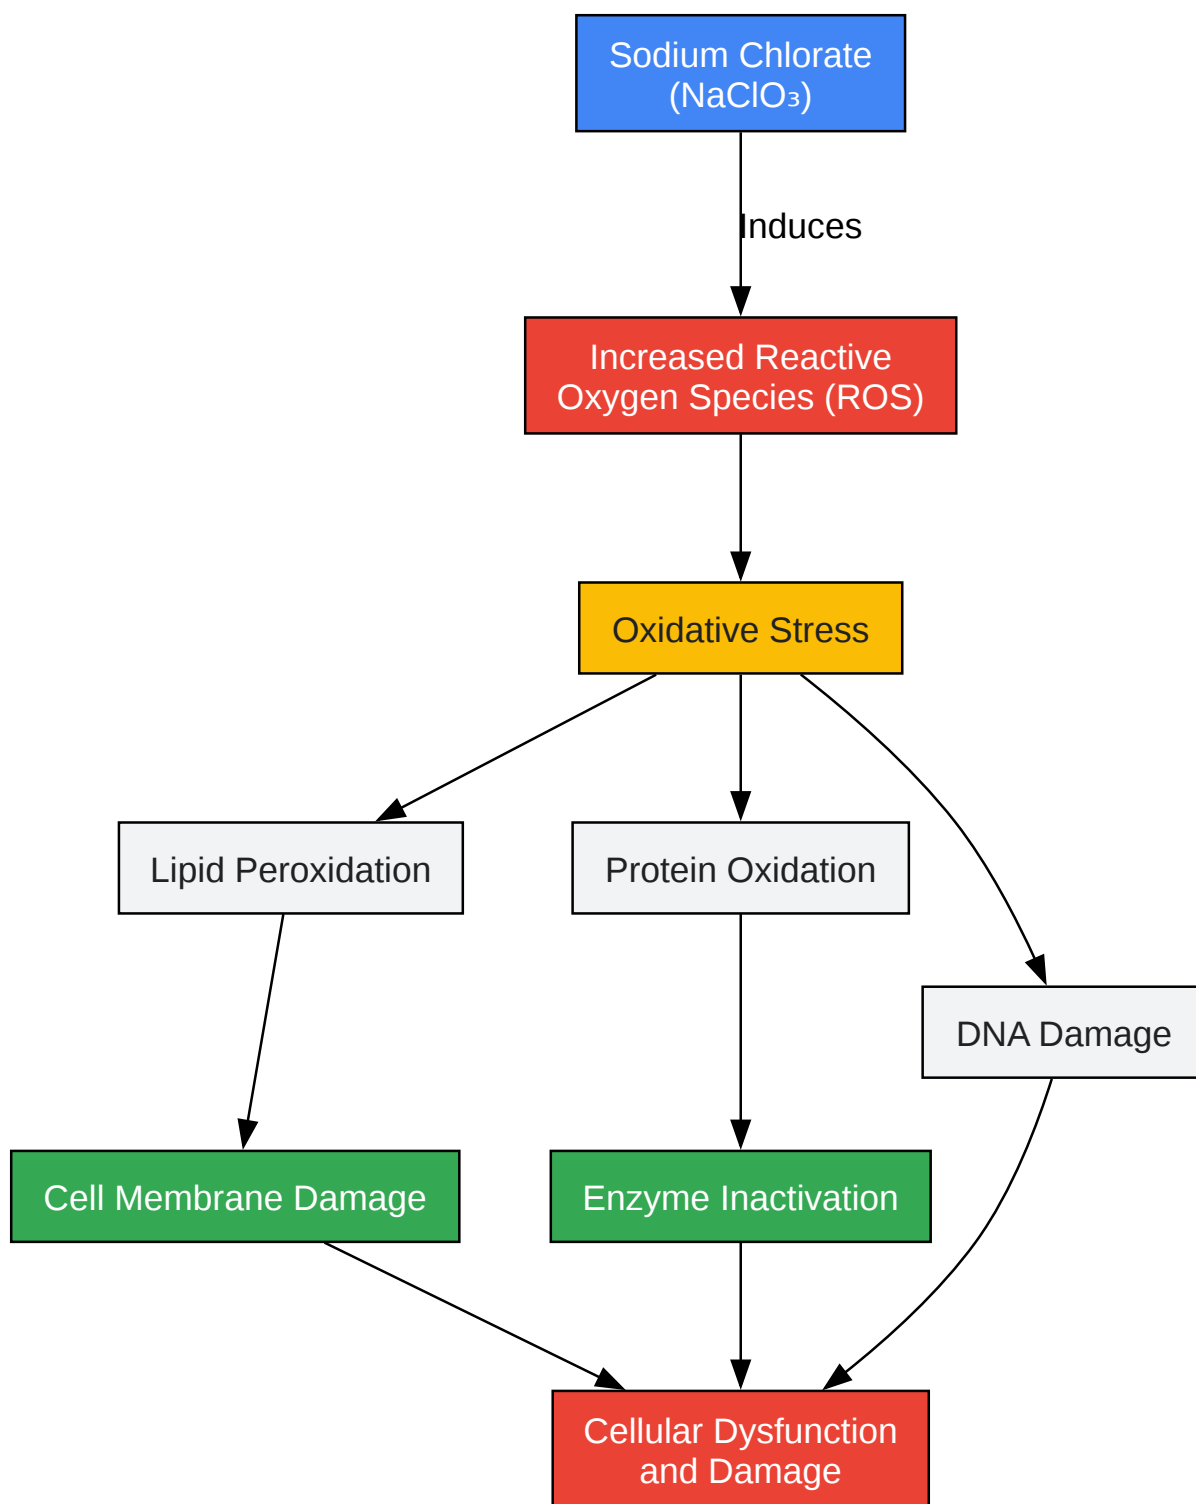 Sodium Chlorate
(NaClO₃)
Induces
Increased Reactive
Oxygen Species (ROS)
Oxidative Stress
Lipid Peroxidation
Protein Oxidation
DNA Damage
Cell Membrane Damage
Enzyme Inactivation
Cellular Dysfunction
and Damage